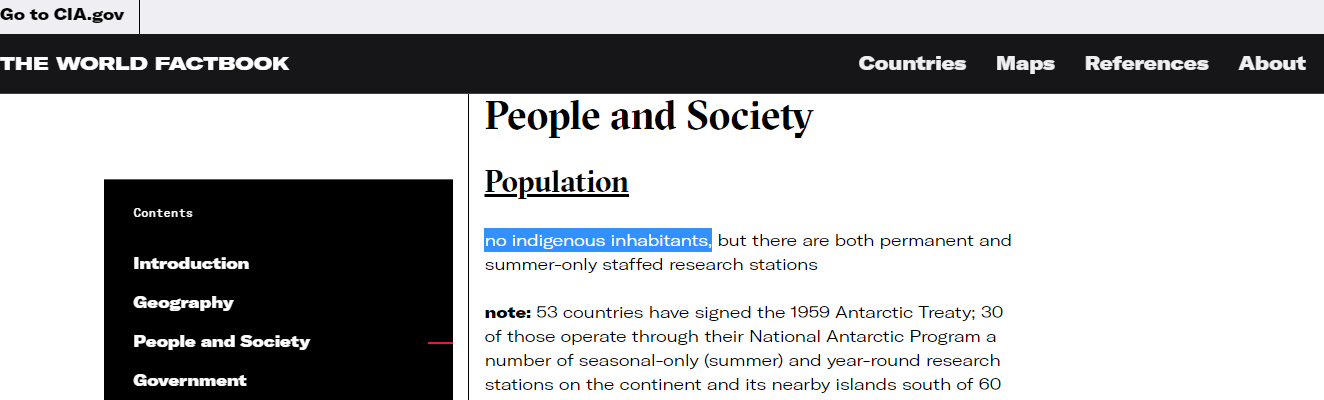 Go to CIA.gov
THE WORLD FACTBOOK
Countries Maps References About
People and Society
Population
Contents
Introduction
Geography
People and Society
Government
no indigenous inhabitants, but there are both permanent and
summer-only staffed research stations
note: 53 countries have signed the 1959 Antarctic Treaty; 30
of those operate through their National Antarctic Program a
number of seasonal-only (summer) and year-round research
stations on the continent and its nearby islands south of 60